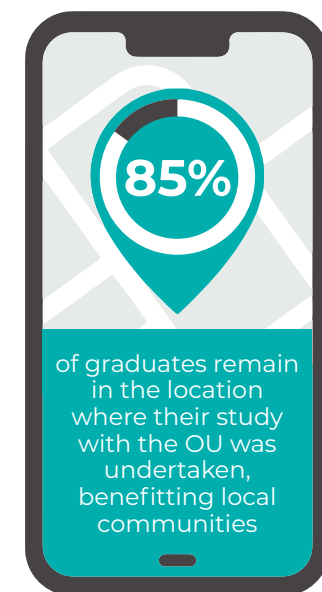 85%
of graduates remain
in the location
where their study
with the OU was
undertaken,
benefitting local
communities